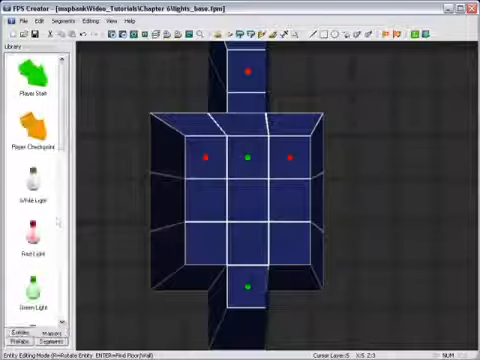 FPS Creator - [mapbank\Video_Tutorials\Chapter 6\lights_base.fpm]
File Edit Segments Editing View Help
Library
Player Start
Player Checkpoint
White Light
Red Light
Green Light
Entities Markers
Prefabs Segments
Entity Editing Mode (R=Rotate Entity ENTER=Find Floor/Wall) Cursor Layer:5 X:5, Z:3 NUM